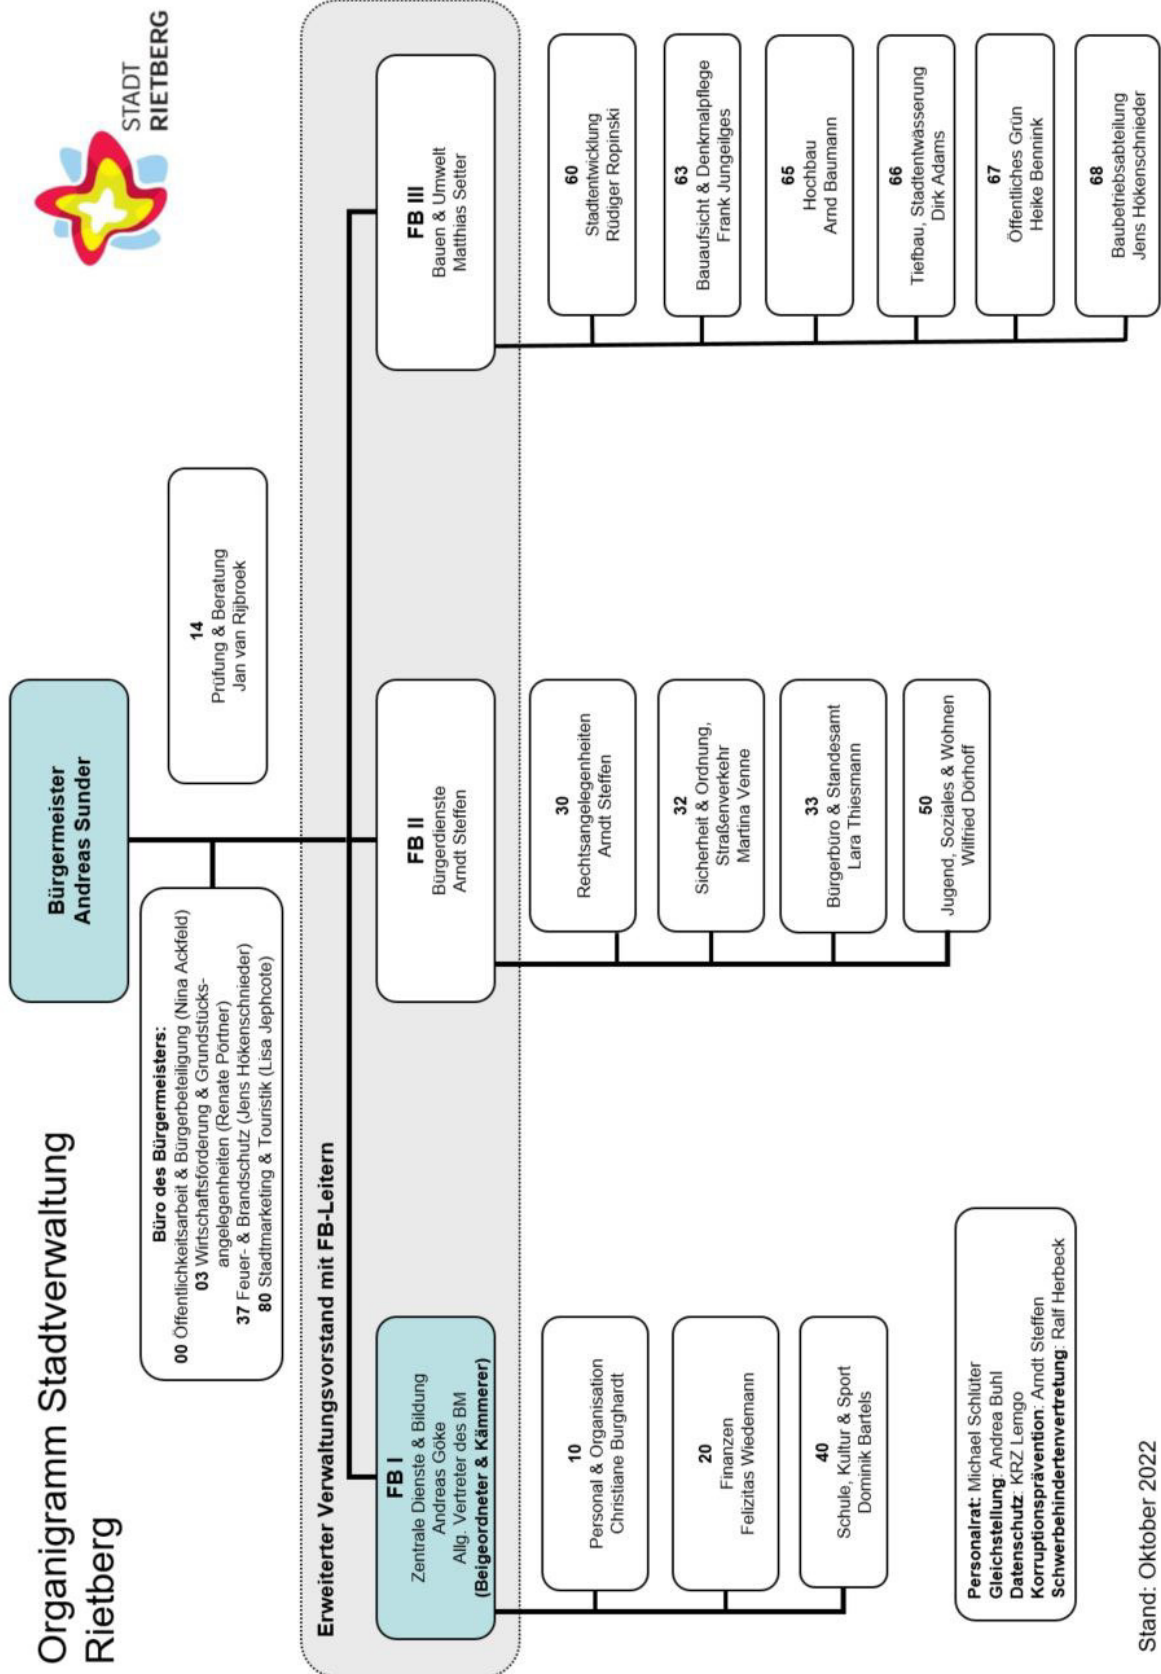 Organigramm Stadtverwaltung
Rietberg
STADT
RIETBERG
Bürgermeister
Andreas Sunder
Büro des Bürgermeisters:
00 Öffentlichkeitsarbeit & Bürgerbeteiligung (Nina Ackfeld)
03 Wirtschaftsförderung & Grundstücks-
angelegenheiten (Renate Pörtner)
37 Feuer- & Brandschutz (Jens Hökenschnieder)
80 Stadtmarketing & Touristik (Lisa Jephcote)
14
Prüfung & Beratung
Jan van Rijbroek
Erweiterter Verwaltungsvorstand mit FB-Leitern
FB I
Zentrale Dienste & Bildung
Andreas Göke
Allg. Vertreter des BM
(Beigeordneter & Kämmerer)
10
Personal & Organisation
Christiane Burghardt
20
Finanzen
Felizitas Wiedemann
40
Schule, Kultur & Sport
Dominik Bartels
FB II
Bürgerdienste
Arndt Steffen
30
Rechtsangelegenheiten
Arndt Steffen
32
Sicherheit & Ordnung,
Straßenverkehr
Martina Venne
33
Bürgerbüro & Standesamt
Lara Thiesmann
50
Jugend, Soziales & Wohnen
Wilfried Dörhoff
FB III
Bauen & Umwelt
Matthias Setter
60
Stadtentwicklung
Rüdiger Ropinski
63
Bauaufsicht & Denkmalpflege
Frank Jungeilges
65
Hochbau
Arnd Baumann
66
Tiefbau, Stadtentwässerung
Dirk Adams
67
Öffentliches Grün
Heike Bennink
68
Baubetriebsabteilung
Jens Hökenschnieder
Personalrat: Michael Schlüter
Gleichstellung: Andrea Buhl
Datenschutz: KRZ Lemgo
Korruptionsprävention: Arndt Steffen
Schwerbehindertenvertretung: Ralf Herbeck
Stand: Oktober 2022